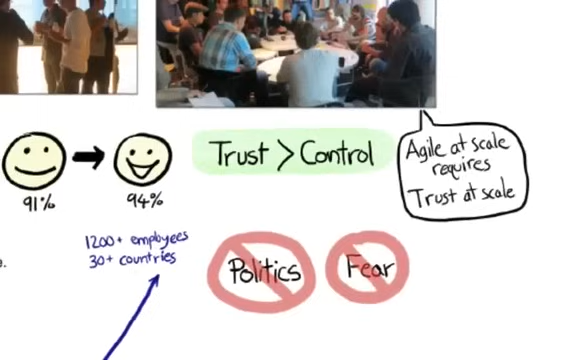 Trust > Control
Agile at scale
requires
Trust at scale
91%
94%
1200+ employees
30+ countries
Politics
Fear